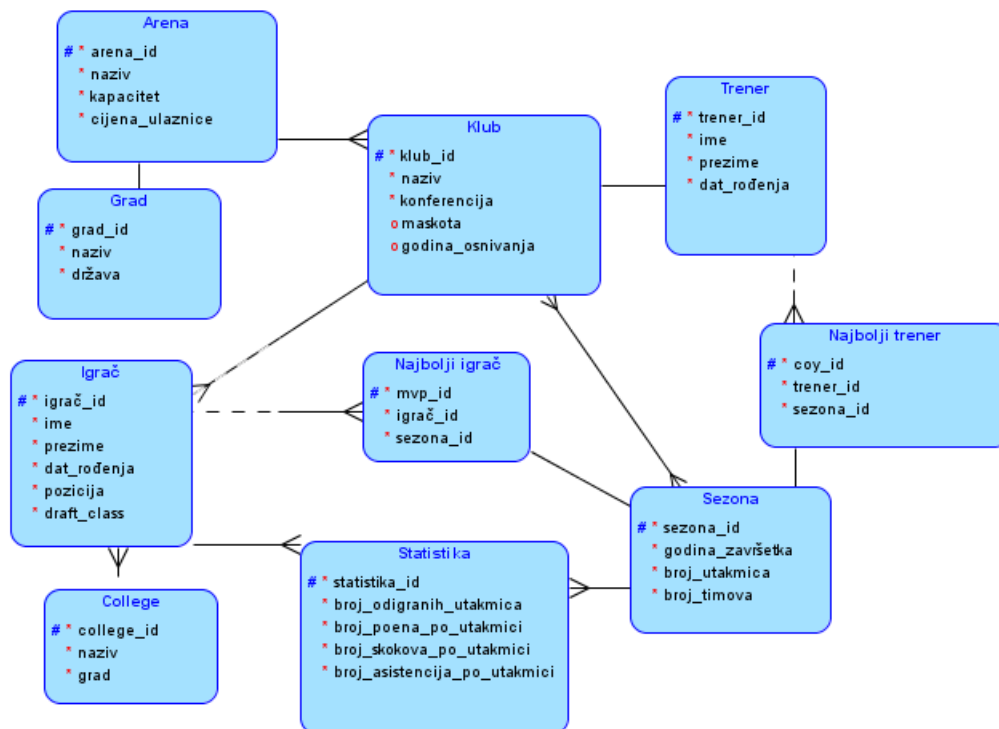 Arena
# * arena_id
* naziv
* kapacitet
* cijena_ulaznice
Grad
# * grad_id
* naziv
* država
Klub
# * klub_id
* naziv
* konferencija
o maskota
o godina_osnivanja
Trener
# * trener_id
* ime
* prezime
* dat_rođenja
Igrač
# * igrač_id
* ime
* prezime
* dat_rođenja
* pozicija
* draft_class
Najbolji igrač
# * mvp_id
* igrač_id
* sezona_id
Najbolji trener
# * coy_id
* trener_id
* sezona_id
College
# * college_id
* naziv
* grad
Statistika
# * statistika_id
* broj_odigranih_utakmica
* broj_poena_po_utakmici
* broj_skokova_po_utakmici
* broj_asistencija_po_utakmici
Sezona
# * sezona_id
* godina_završetka
* broj_utakmica
* broj_timova